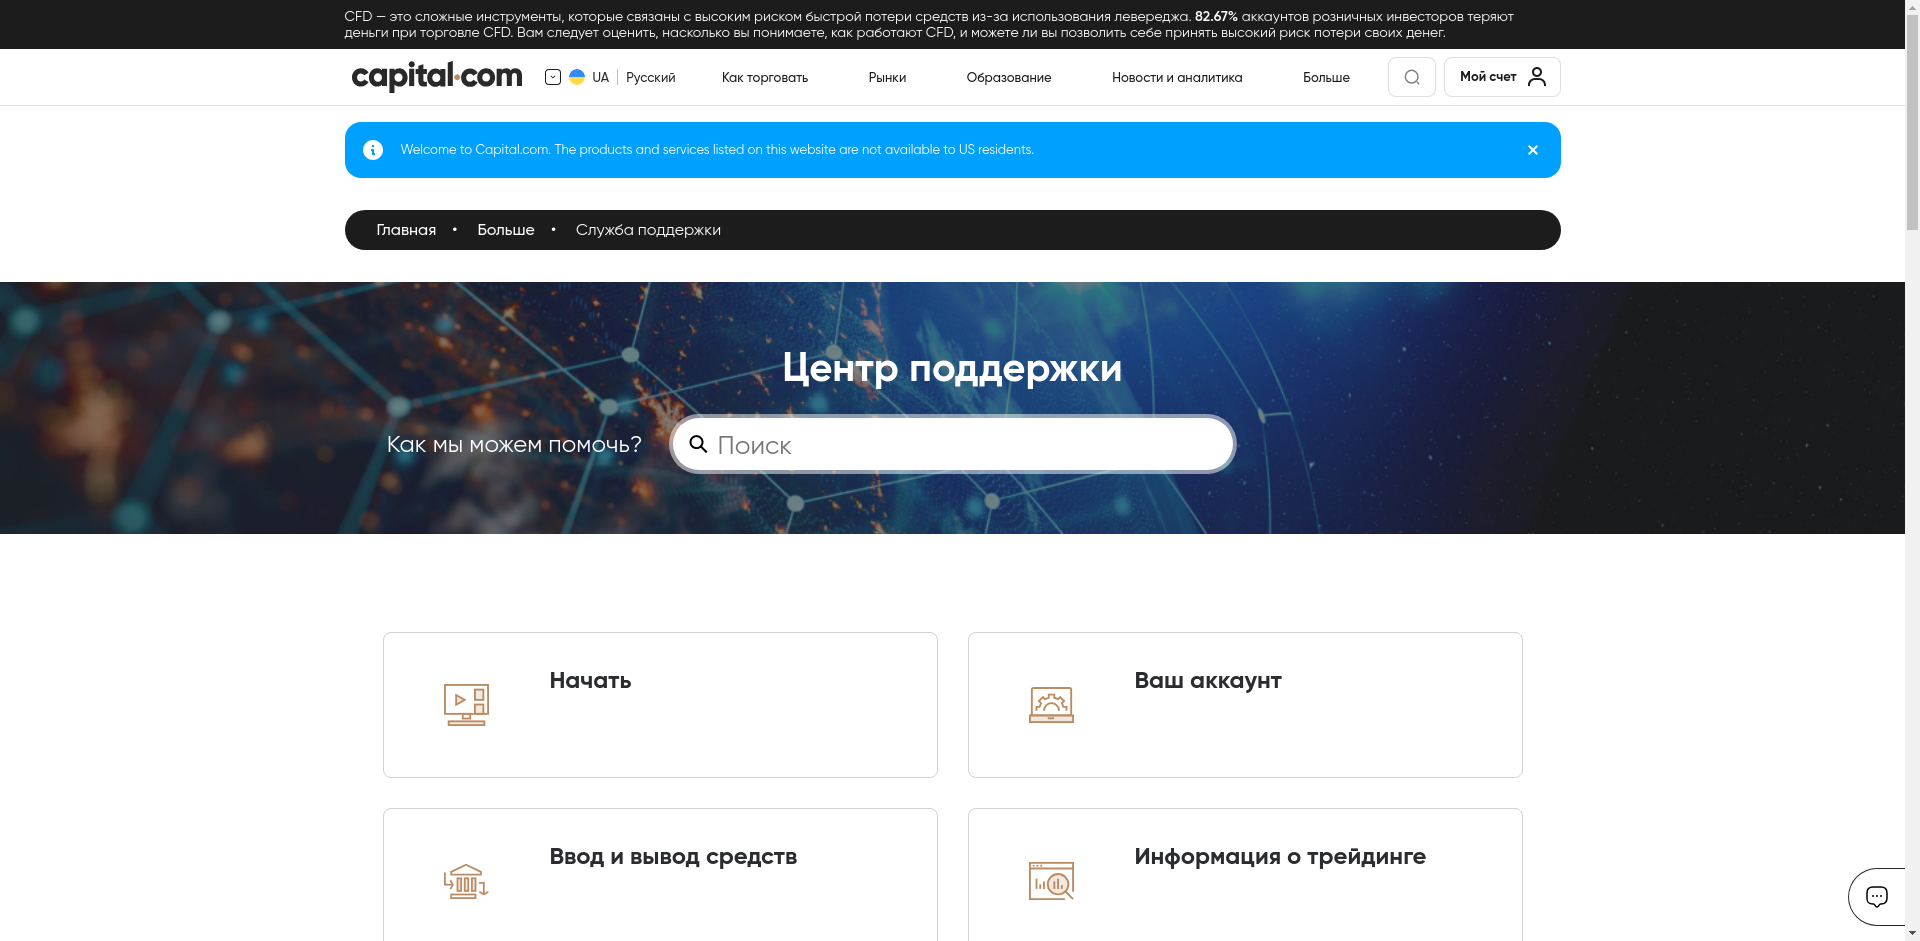 CFD — это сложные инструменты, которые связаны с высоким риском быстрой потери средств из-за использования левереджа. 82.67% аккаунтов розничных инвесторов теряют
деньги при торговле CFD. Вам следует оценить, насколько вы понимаете, как работают CFD, и можете ли вы позволить себе принять высокий риск потери своих денег.
capital.com UA Русский Как торговать Рынки Образование Новости и аналитика Больше Мой счет
Welcome to Capital.com. The products and services listed on this website are not available to US residents.
Главная • Больше • Служба поддержки
Центр поддержки
Как мы можем помочь? Поиск
Начать Ваш аккаунт
Ввод и вывод средств Информация о трейдинге